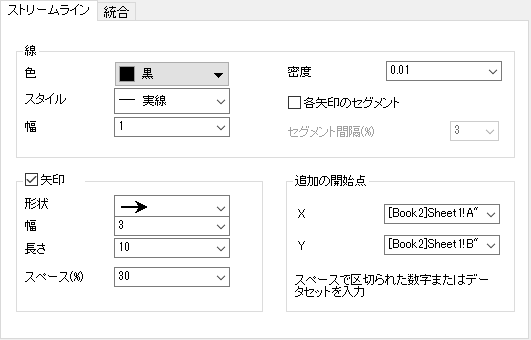 ストリームライン 統合
線
色 黒
スタイル 実線
幅 1
密度 0.01
各矢印のセグメント
セグメント間隔(%) 3
矢印
形状
幅 3
長さ 10
スペース(%) 30
追加の開始点
X [Book2]Sheet1!A"
Y [Book2]Sheet1!B"
スペースで区切られた数字またはデー
タセットを入力